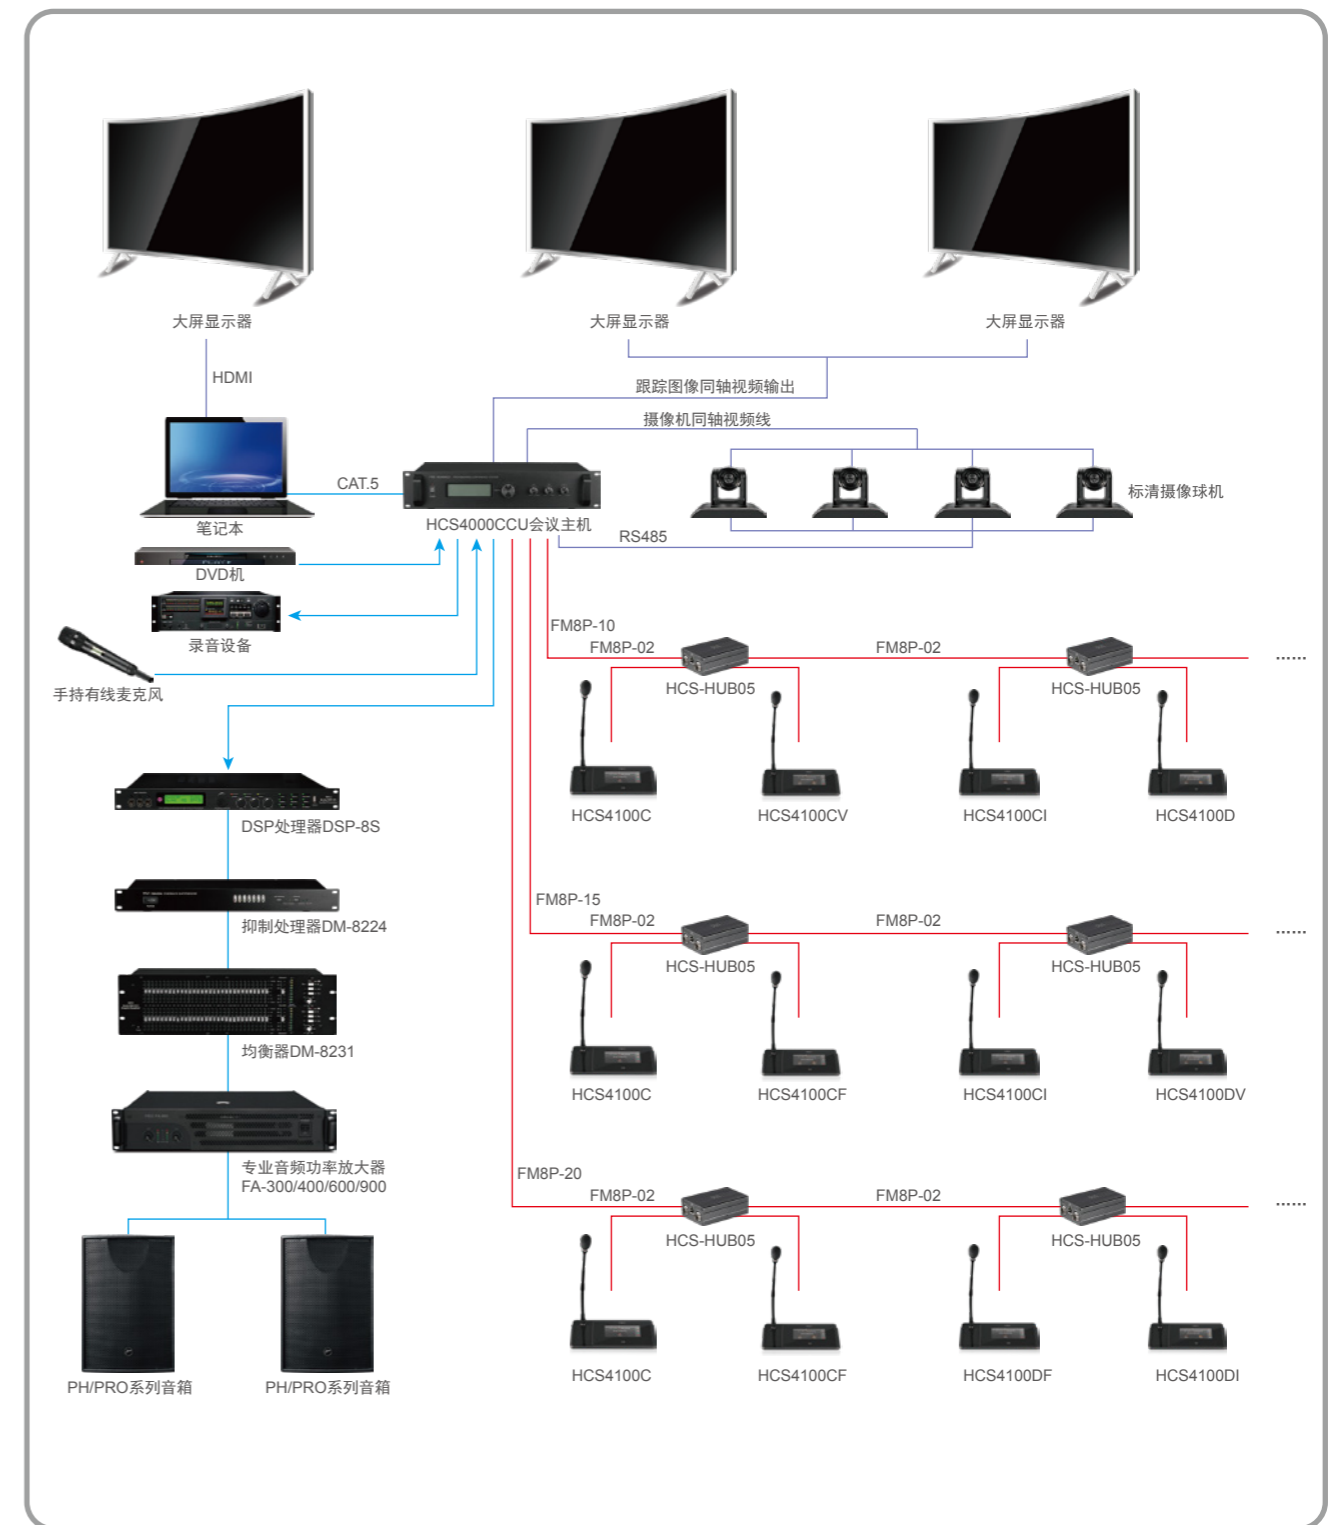 大屏显示器
大屏显示器
大屏显示器
HDMI
跟踪图像同轴视频输出
摄像机同轴视频线
CAT.5
标清摄像球机
笔记本
HCS4000CCU会议主机
RS485
DVD机
录音设备
手持有线麦克风
FM8P-10
FM8P-02
FM8P-02
......
HCS-HUB05
HCS-HUB05
HCS4100C
HCS4100CV
HCS4100CI
HCS4100D
DSP处理器DSP-8S
抑制处理器DM-8224
FM8P-15
FM8P-02
FM8P-02
......
HCS-HUB05
HCS-HUB05
均衡器DM-8231
HCS4100C
HCS4100CF
HCS4100CI
HCS4100DV
专业音频功率放大器
FA-300/400/600/900
FM8P-20
FM8P-02
FM8P-02
......
HCS-HUB05
HCS-HUB05
HCS4100C
HCS4100CF
HCS4100DF
HCS4100DI
PH/PRO系列音箱
PH/PRO系列音箱